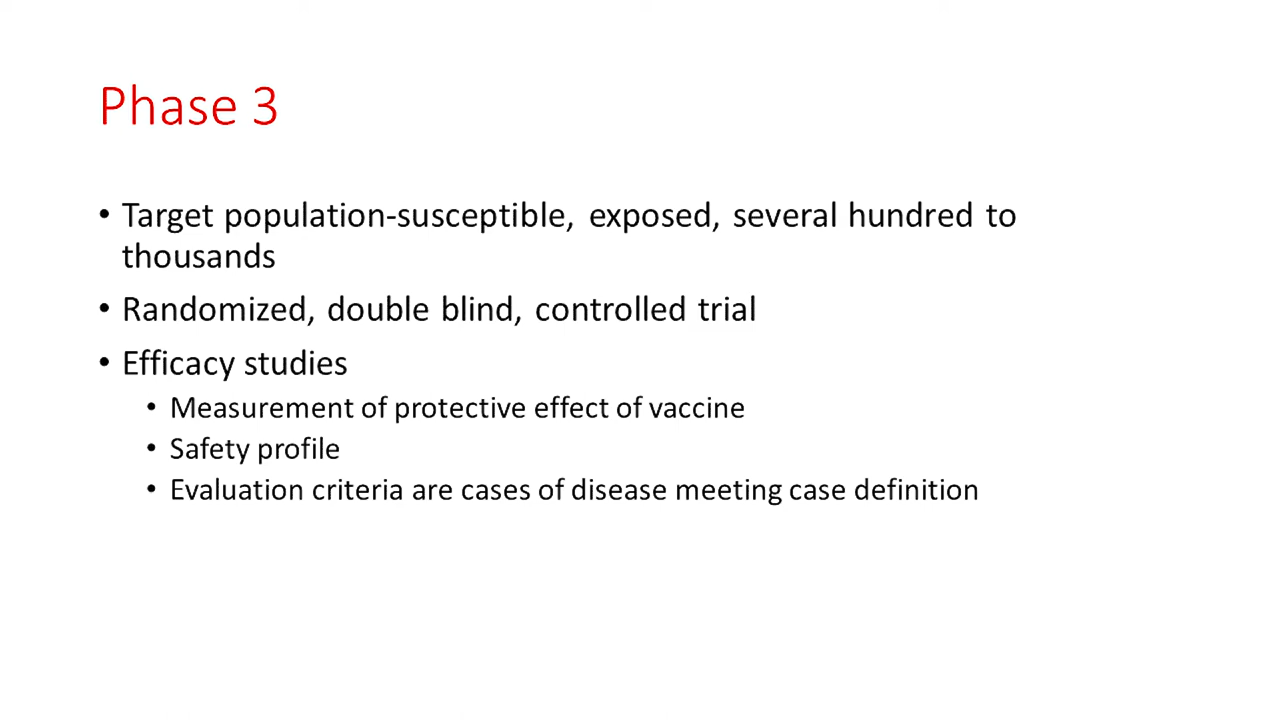 Phase 3
• Target population-susceptible, exposed, several hundred to
thousands
• Randomized, double blind, controlled trial
• Efficacy studies
• Measurement of protective effect of vaccine
• Safety profile
• Evaluation criteria are cases of disease meeting case definition